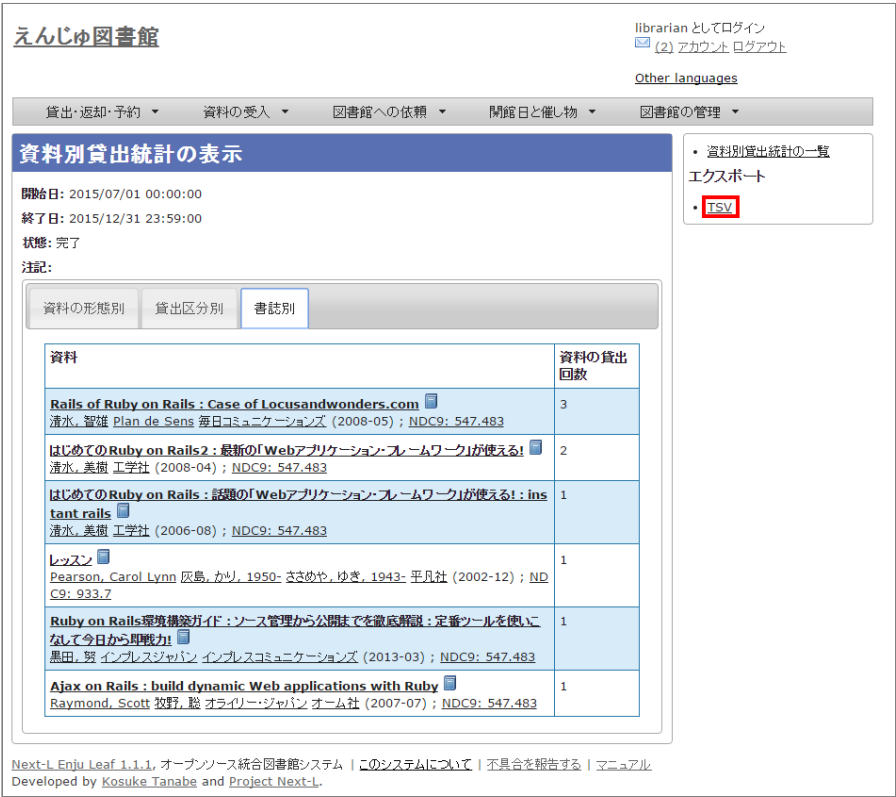 えんじゅ図書館
librarian としてログイン
(2) アカウント ログアウト
Other languages
貸出・返却・予約 ▼ 資料の受入 ▼ 図書館への依頼 ▼ 開館日と催し物 ▼ 図書館の管理 ▼
資料別貸出統計の表示
開始日: 2015/07/01 00:00:00
終了日: 2015/12/31 23:59:00
状態: 完了
注記:
資料の形態別 貸出区分別 書誌別
資料 資料の貸出
回数
Rails of Ruby on Rails : Case of Locusandwonders.com 3
清水, 智雄 Plan de Sens 毎日コミュニケーションズ (2008-05) ; NDC9: 547.483
はじめてのRuby on Rails2 : 最新の「Webアプリケーション・フレームワーク」が使える! 2
清水, 美樹 工学社 (2008-04) ; NDC9: 547.483
はじめてのRuby on Rails : 話題の「Webアプリケーション・フレームワーク」が使える! : ins 1
tant rails
清水, 美樹 工学社 (2006-08) ; NDC9: 547.483
レッスン 1
Pearson, Carol Lynn 灰島, かり, 1950- ささめや, ゆき, 1943- 平凡社 (2002-12) ; ND
C9: 933.7
Ruby on Rails環境構築ガイド : ソース管理から公開までを徹底解説 : 定番ツールを使いこ 1
なして今日から即戦力!
黒田, 努 インプレスジャパン インプレスコミュニケーションズ (2013-03) ; NDC9: 547.483
Ajax on Rails : build dynamic Web applications with Ruby 1
Raymond, Scott 牧野, 聡 オライリー・ジャパン オーム社 (2007-07) ; NDC9: 547.483
• 資料別貸出統計の一覧
エクスポート
• TSV
Next-L Enju Leaf 1.1.1, オープンソース統合図書館システム | このシステムについて | 不具合を報告する | マニュアル
Developed by Kosuke Tanabe and Project Next-L.